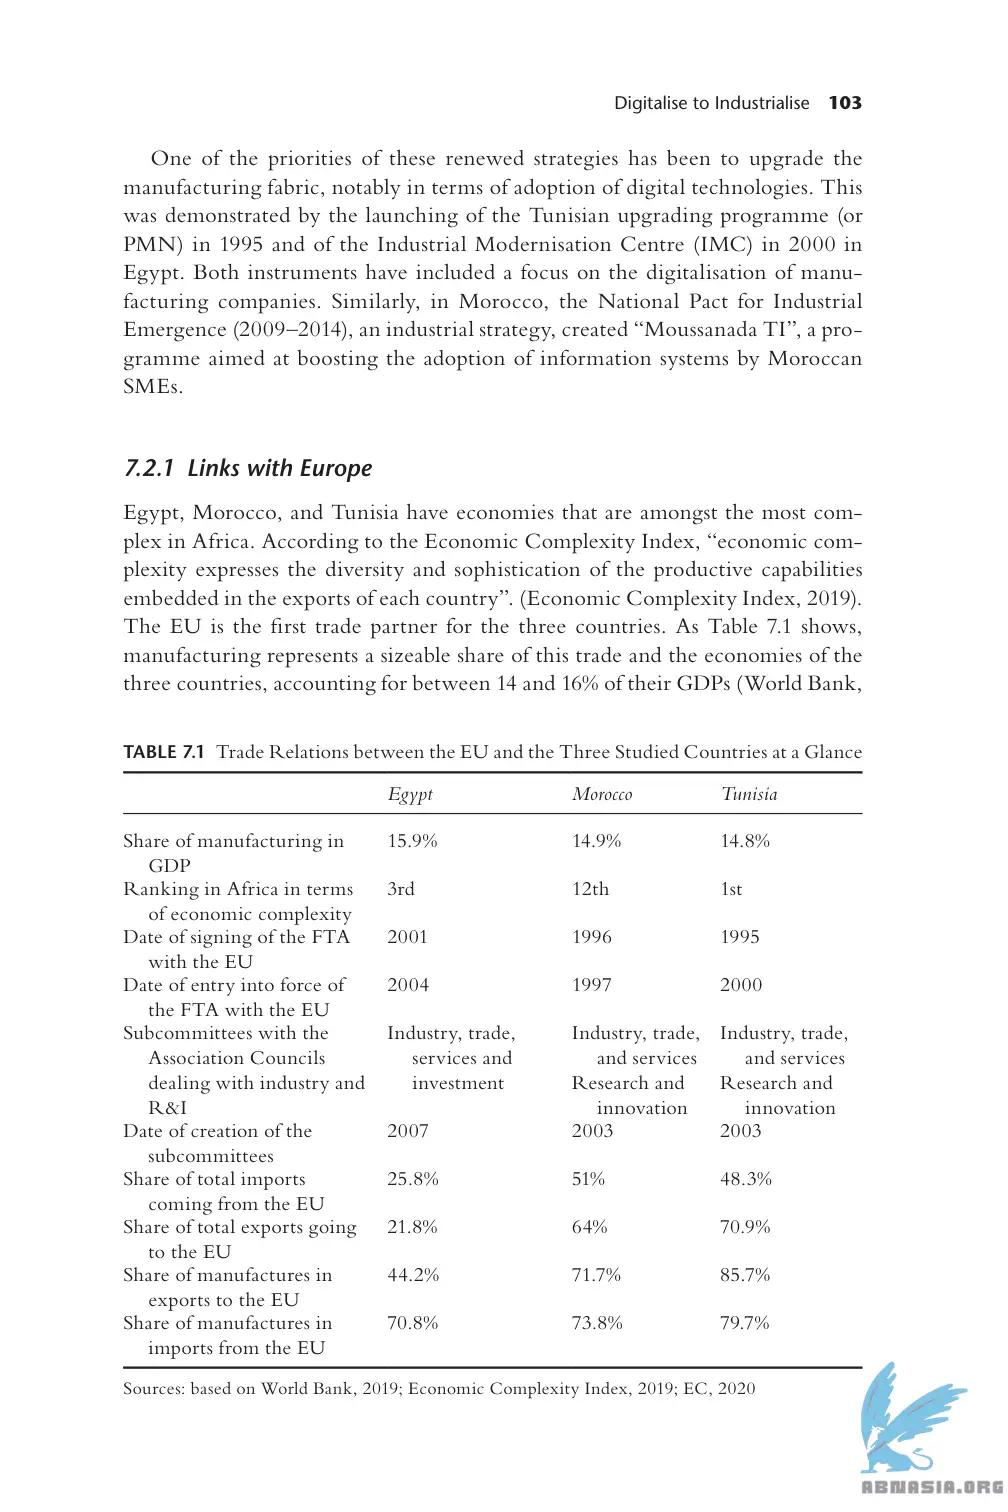 Digitalise to Industrialise 103
One of the priorities of these renewed strategies has been to upgrade the
manufacturing fabric, notably in terms of adoption of digital technologies. This
was demonstrated by the launching of the Tunisian upgrading programme (or
PMN) in 1995 and of the Industrial Modernisation Centre (IMC) in 2000 in
Egypt. Both instruments have included a focus on the digitalisation of manu-
facturing companies. Similarly, in Morocco, the National Pact for Industrial
Emergence (2009–2014), an industrial strategy, created “Moussanada TI”, a pro-
gramme aimed at boosting the adoption of information systems by Moroccan
SMEs.
7.2.1 Links with Europe
Egypt, Morocco, and Tunisia have economies that are amongst the most com-
plex in Africa. According to the Economic Complexity Index, “economic com-
plexity expresses the diversity and sophistication of the productive capabilities
embedded in the exports of each country”. (Economic Complexity Index, 2019).
The EU is the first trade partner for the three countries. As Table 7.1 shows,
manufacturing represents a sizeable share of this trade and the economies of the
three countries, accounting for between 14 and 16% of their GDPs (World Bank,
TABLE 7.1 Trade Relations between the EU and the Three Studied Countries at a Glance
Egypt Morocco Tunisia
Share of manufacturing in 15.9% 14.9% 14.8%
GDP
Ranking in Africa in terms 3rd 12th 1st
of economic complexity
Date of signing of the FTA 2001 1996 1995
with the EU
Date of entry into force of 2004 1997 2000
the FTA with the EU
Subcommittees with the Industry, trade, Industry, trade, Industry, trade,
Association Councils services and and services and services
dealing with industry and investment Research and Research and
R&I innovation innovation
Date of creation of the 2007 2003 2003
subcommittees
Share of total imports 25.8% 51% 48.3%
coming from the EU
Share of total exports going 21.8% 64% 70.9%
to the EU
Share of manufactures in 44.2% 71.7% 85.7%
exports to the EU
Share of manufactures in 70.8% 73.8% 79.7%
imports from the EU
Sources: based on World Bank, 2019; Economic Complexity Index, 2019; EC, 2020
ABNASIA.ORG